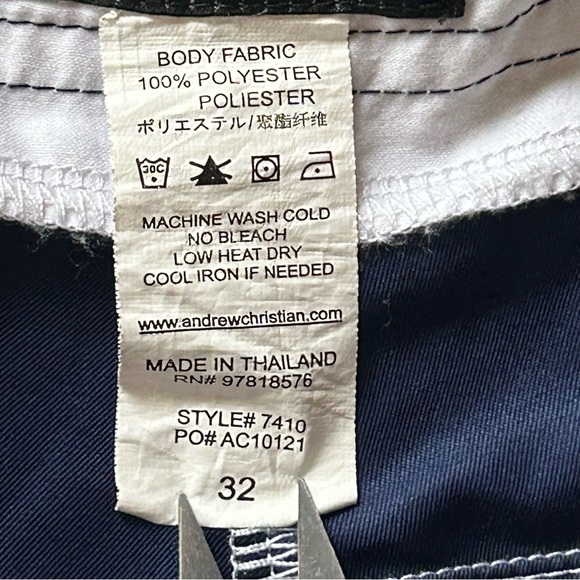 BODY FABRIC
100% POLYESTER
POLIESTER
ポリエステル/聚酯纤维
30C
MACHINE WASH COLD
NO BLEACH
LOW HEAT DRY
COOL IRON IF NEEDED
www.andrewchristian.com
MADE IN THAILAND
RN# 97818576
STYLE# 7410
PO# AC10121
32